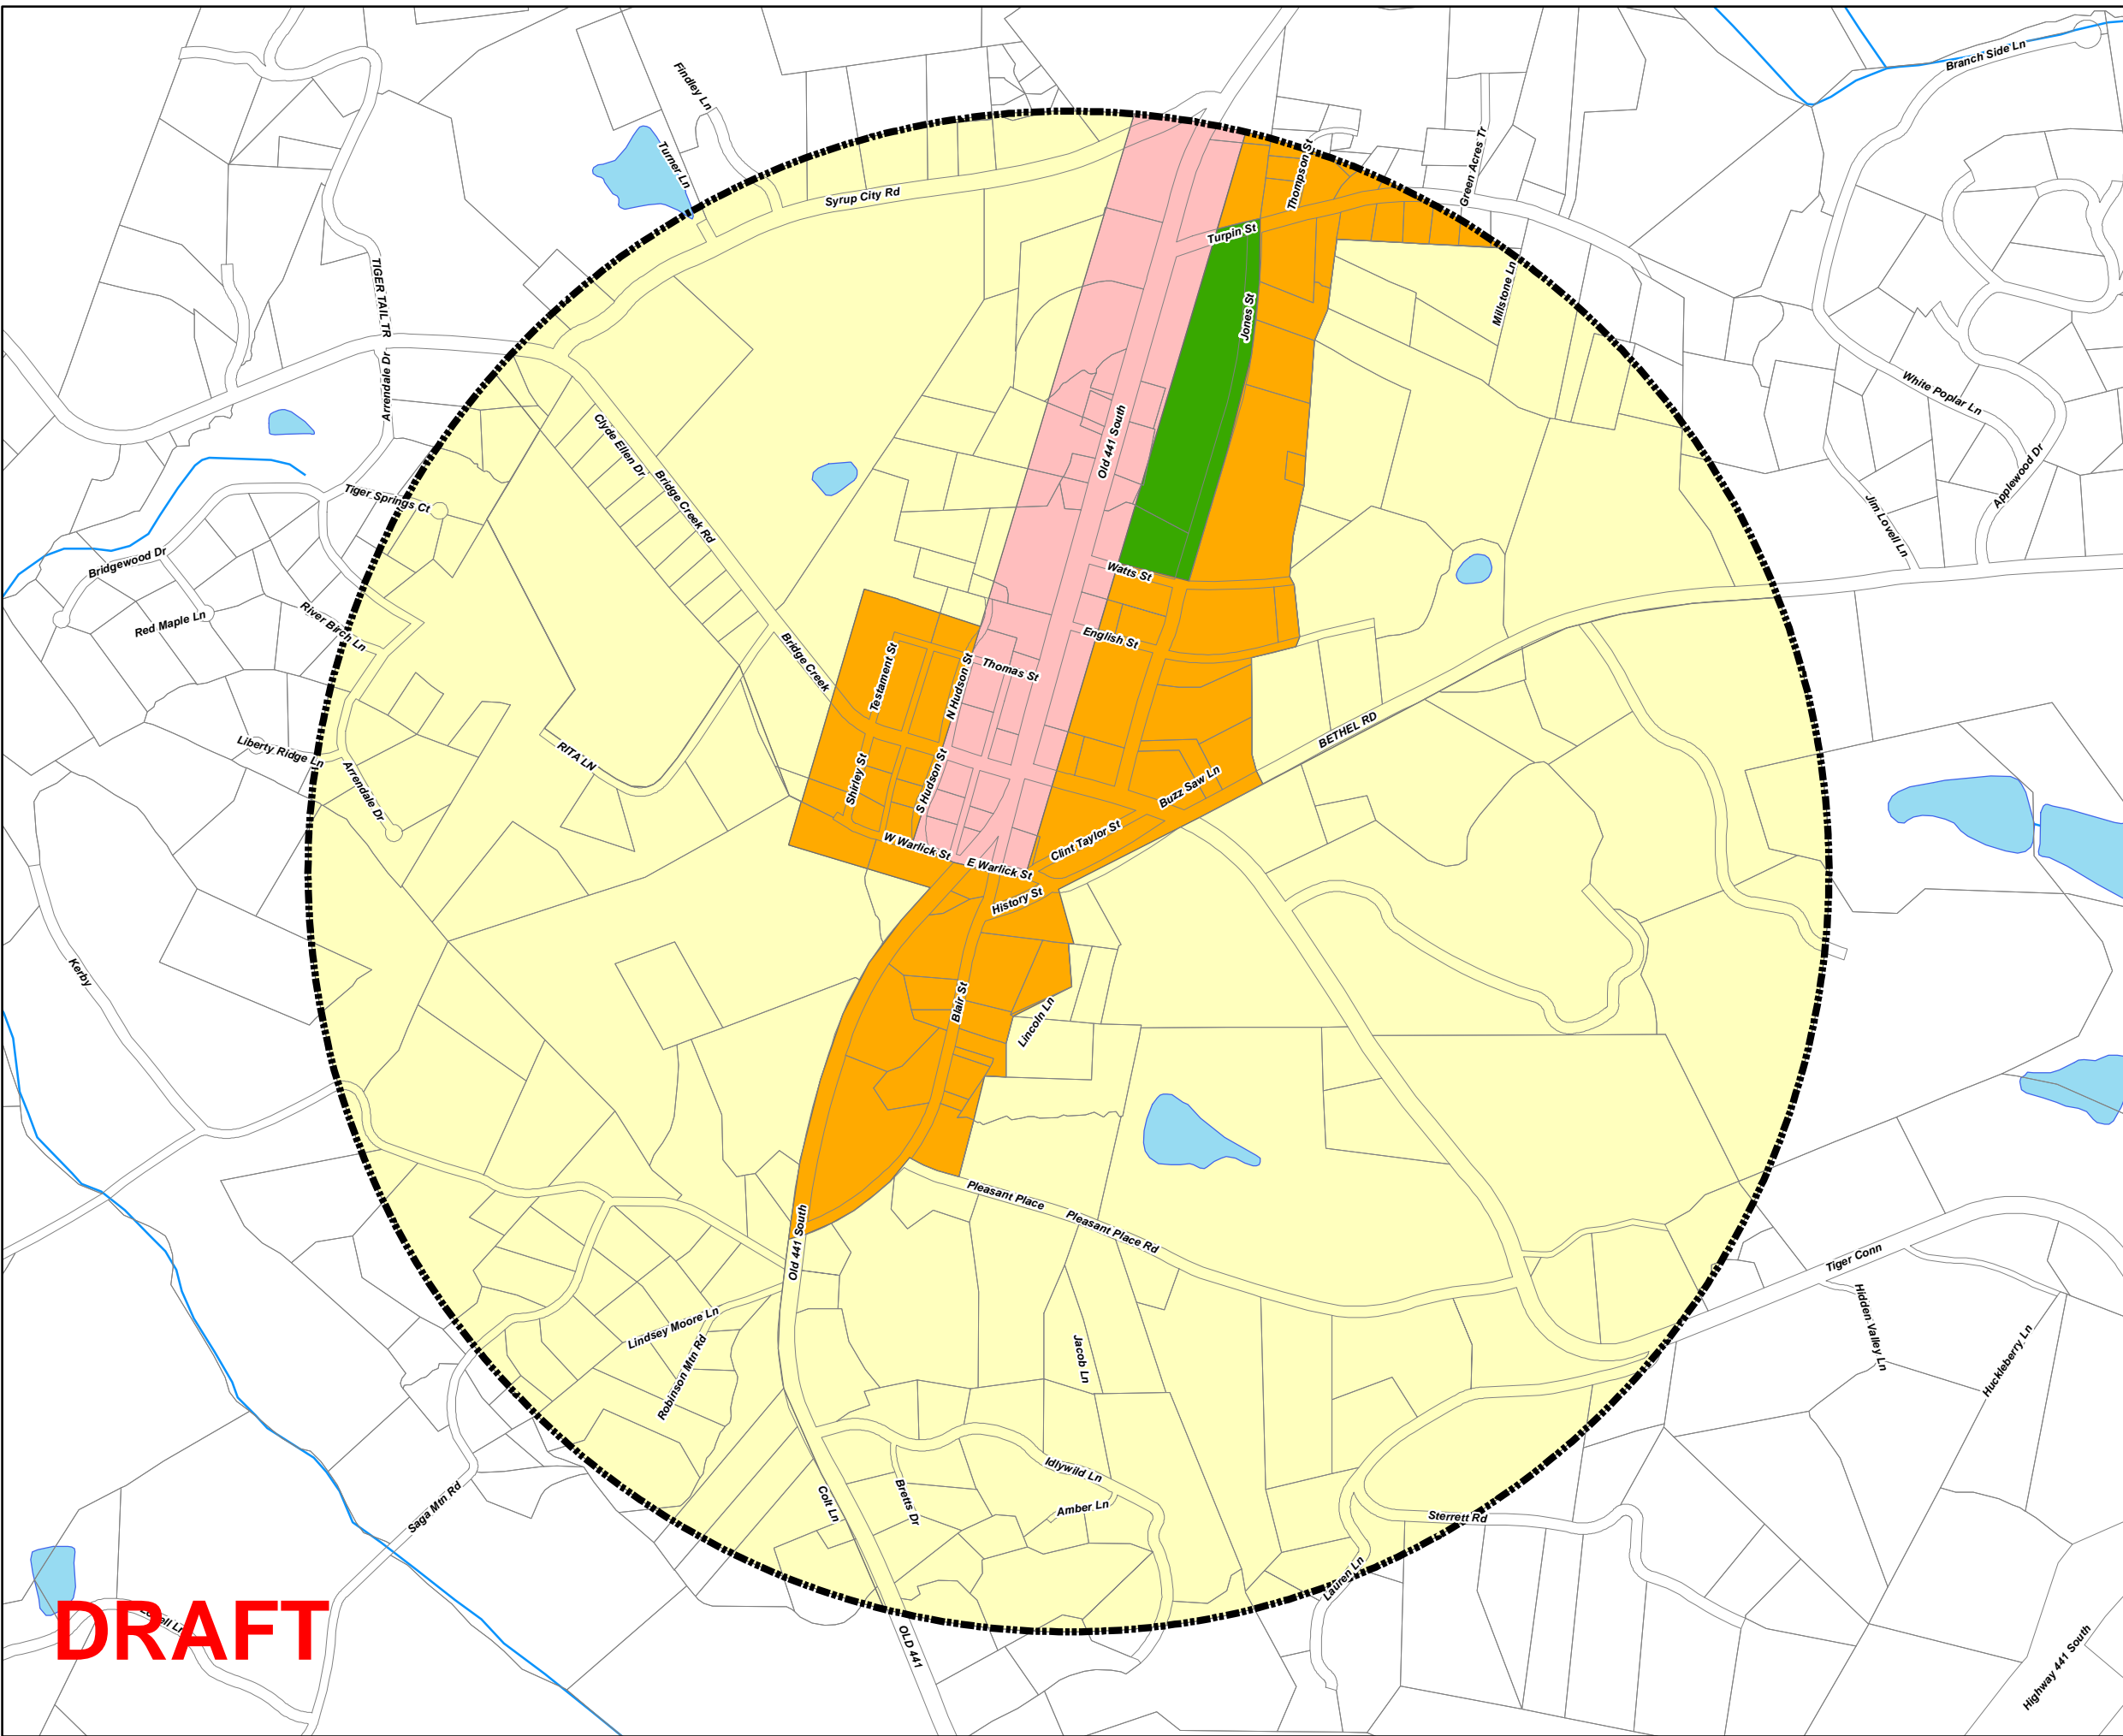 Branch Side Ln
Findley Ln
Turner Ln
Thompson St
Green Acres Tr
Syrup City Rd
Turpin St
TIGER TAIL TR
Millstone Ln
Jones St
Arrendale Dr
White Poplar Ln
Clyde Ellen Dr
Old 441 South
Bridge Creek Rd
Applewood Dr
Tiger Springs Ct
Jim Lovell Ln
Bridgewood Dr
Watts St
Red Maple Ln
River Birch Ln
English St
Bridge Creek
Testament St
N Hudson St
Thomas St
BETHEL RD
Liberty Ridge Ln
RITA LN
Arrendale Dr
Shirley St
S Hudson St
Buzz Saw Ln
Clint Taylor St
W Warlick St
E Warlick St
History St
Kerby
Blair St
Lincoln Ln
Pleasant Place
Pleasant Place Rd
Old 441 South
Tiger Conn
Hidden Valley Ln
Lindsey Moore Ln
Robinson Mtn Rd
Jacob Ln
Huckleberry Ln
Idlywild Ln
Saga Mtn Rd
Colt Ln
Bretts Dr
Amber Ln
Sterrett Rd
Lauren Ln
DRAFT
OLD 441
Highway 441 South